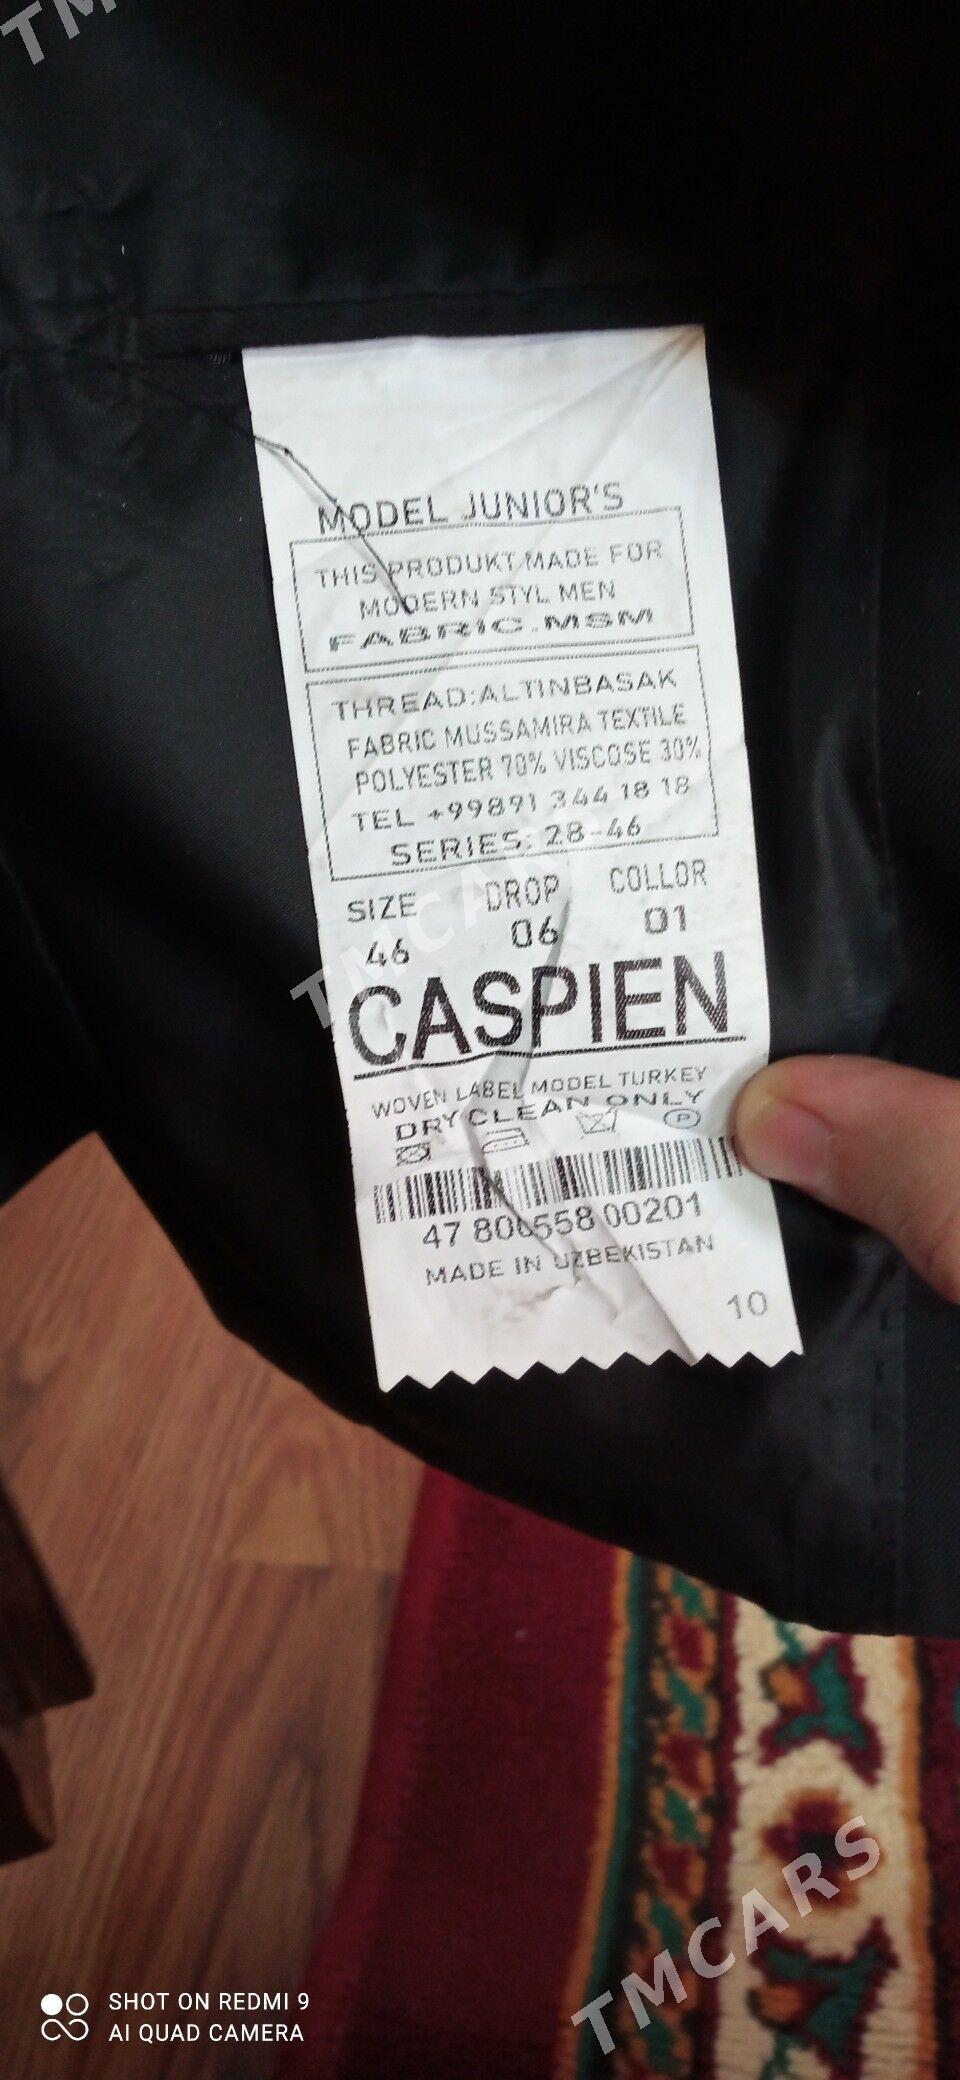 TM
MODEL JUNIOR'S
THIS PRODUKT MADE FOR
MODERN STYL MEN
FABRIC.MSM
THREAD:ALTINBASAK
FABRIC MUSSAMIRA TEXTILE
POLYESTER 70% VISCOSE 30%
TEL +99891 344 18 18
SERIES: 28-46
SIZE DROP COLLOR
46 06 01
TMCARS
CASPIEN
WOVEN LABEL MODEL TURKEY
DRY CLEAN ONLY
P
47 806558 00201
MADE IN UZBEKISTAN
10
TMCARS
SHOT ON REDMI 9
AI QUAD CAMERA